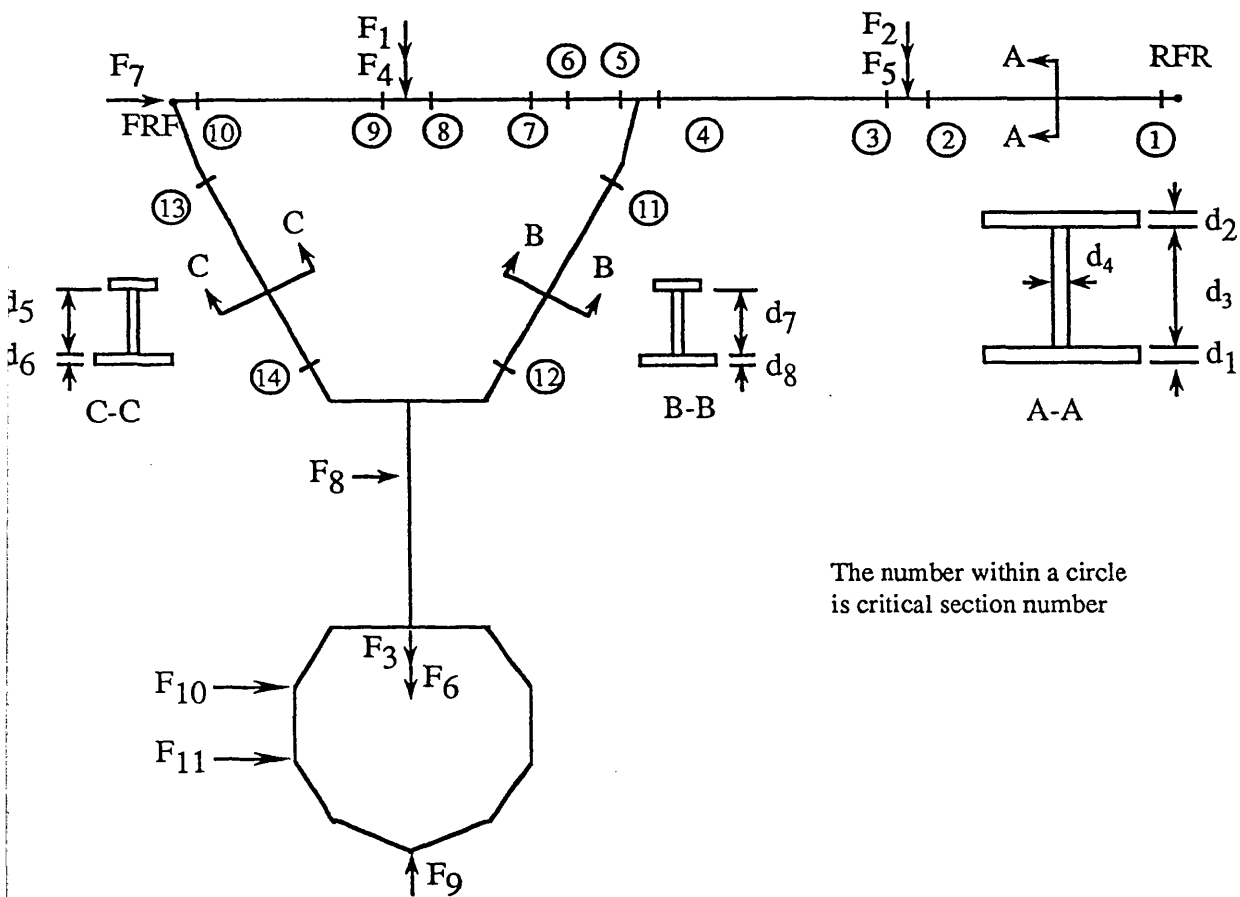 F1
F4
F7
FRF
6
5
F2
F5
A
RFR
10
9
8
7
4
3
2
A
1
13
11
C
C
B
B
d5
d6
d7
d8
d4
d2
d3
d1
14
12
C-C
B-B
A-A
F8
The number within a circle
is critical section number
F3
F6
F10
F11
F9